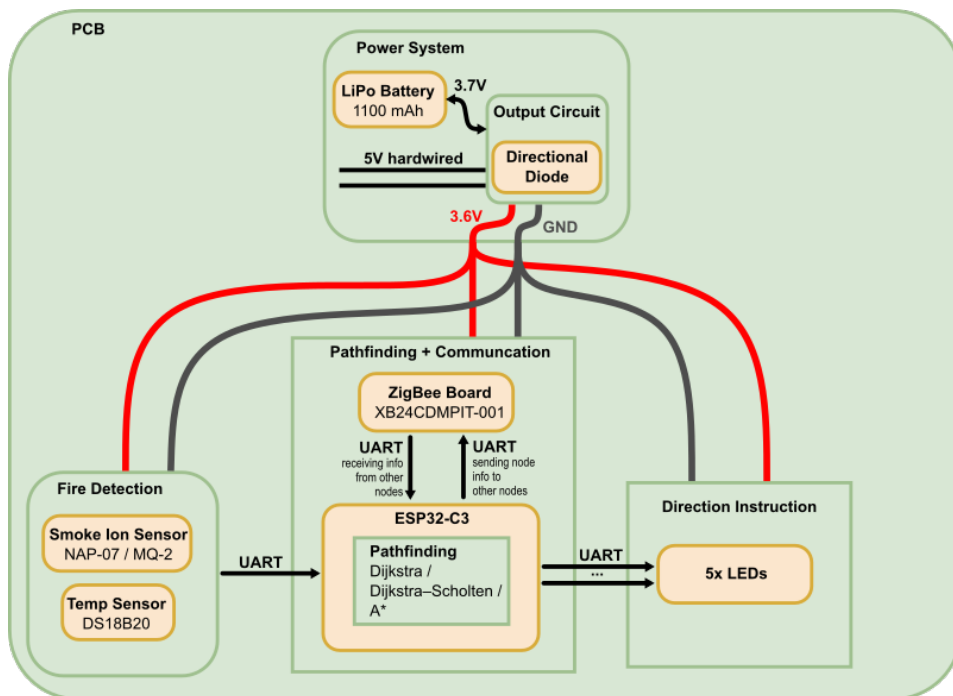 PCB
Power System
LiPo Battery
1100 mAh
3.7V
Output Circuit
Directional
Diode
5V hardwired
3.6V
GND
Pathfinding + Communcation
ZigBee Board
XB24CDMPIT-001
UART
receiving info
from other
nodes
UART
sending node
info to
other nodes
Fire Detection
Smoke Ion Sensor
NAP-07 / MQ-2
Temp Sensor
DS18B20
UART
ESP32-C3
Pathfinding
Dijkstra /
Dijkstra–Scholten /
A*
UART
...
Direction Instruction
5x LEDs